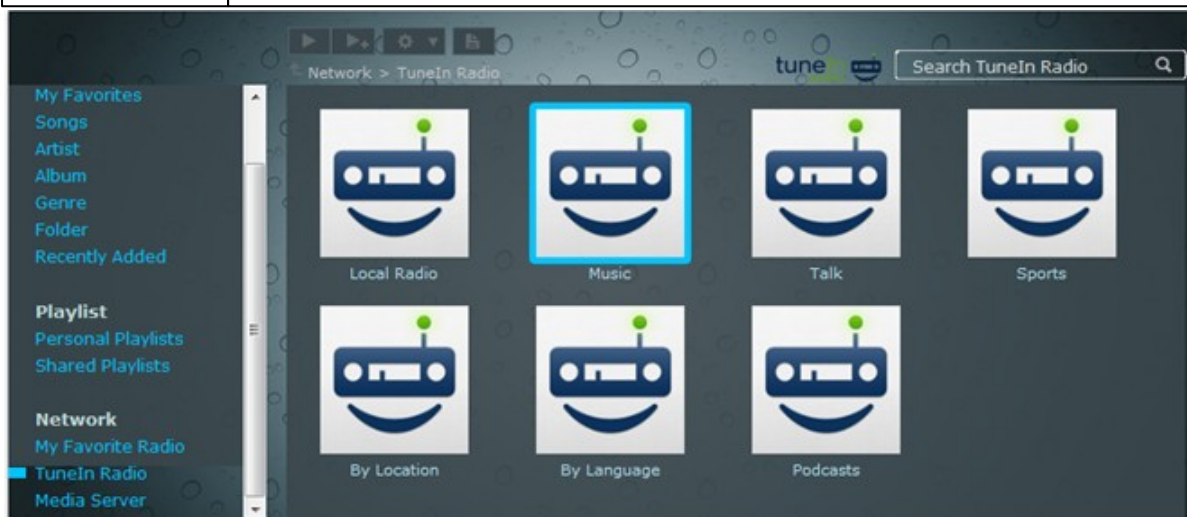 Network > TuneIn Radio
tune
Search TuneIn Radio
My Favorites
Songs
Artist
Album
Genre
Folder
Recently Added
Playlist
Personal Playlists
Shared Playlists
Network
My Favorite Radio
TuneIn Radio
Media Server
Local Radio
Music
Talk
Sports
By Location
By Language
Podcasts